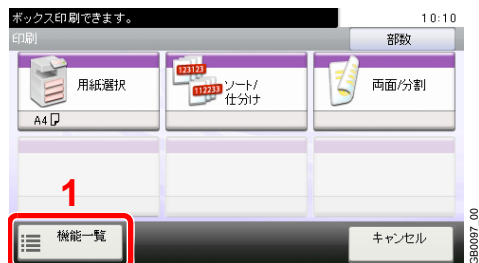 ボックス印刷できます。
10:10
印刷
部数
用紙選択
A4
123123
112233
ソート/
仕分け
両面/分割
1
機能一覧
キャンセル
GB0097_00